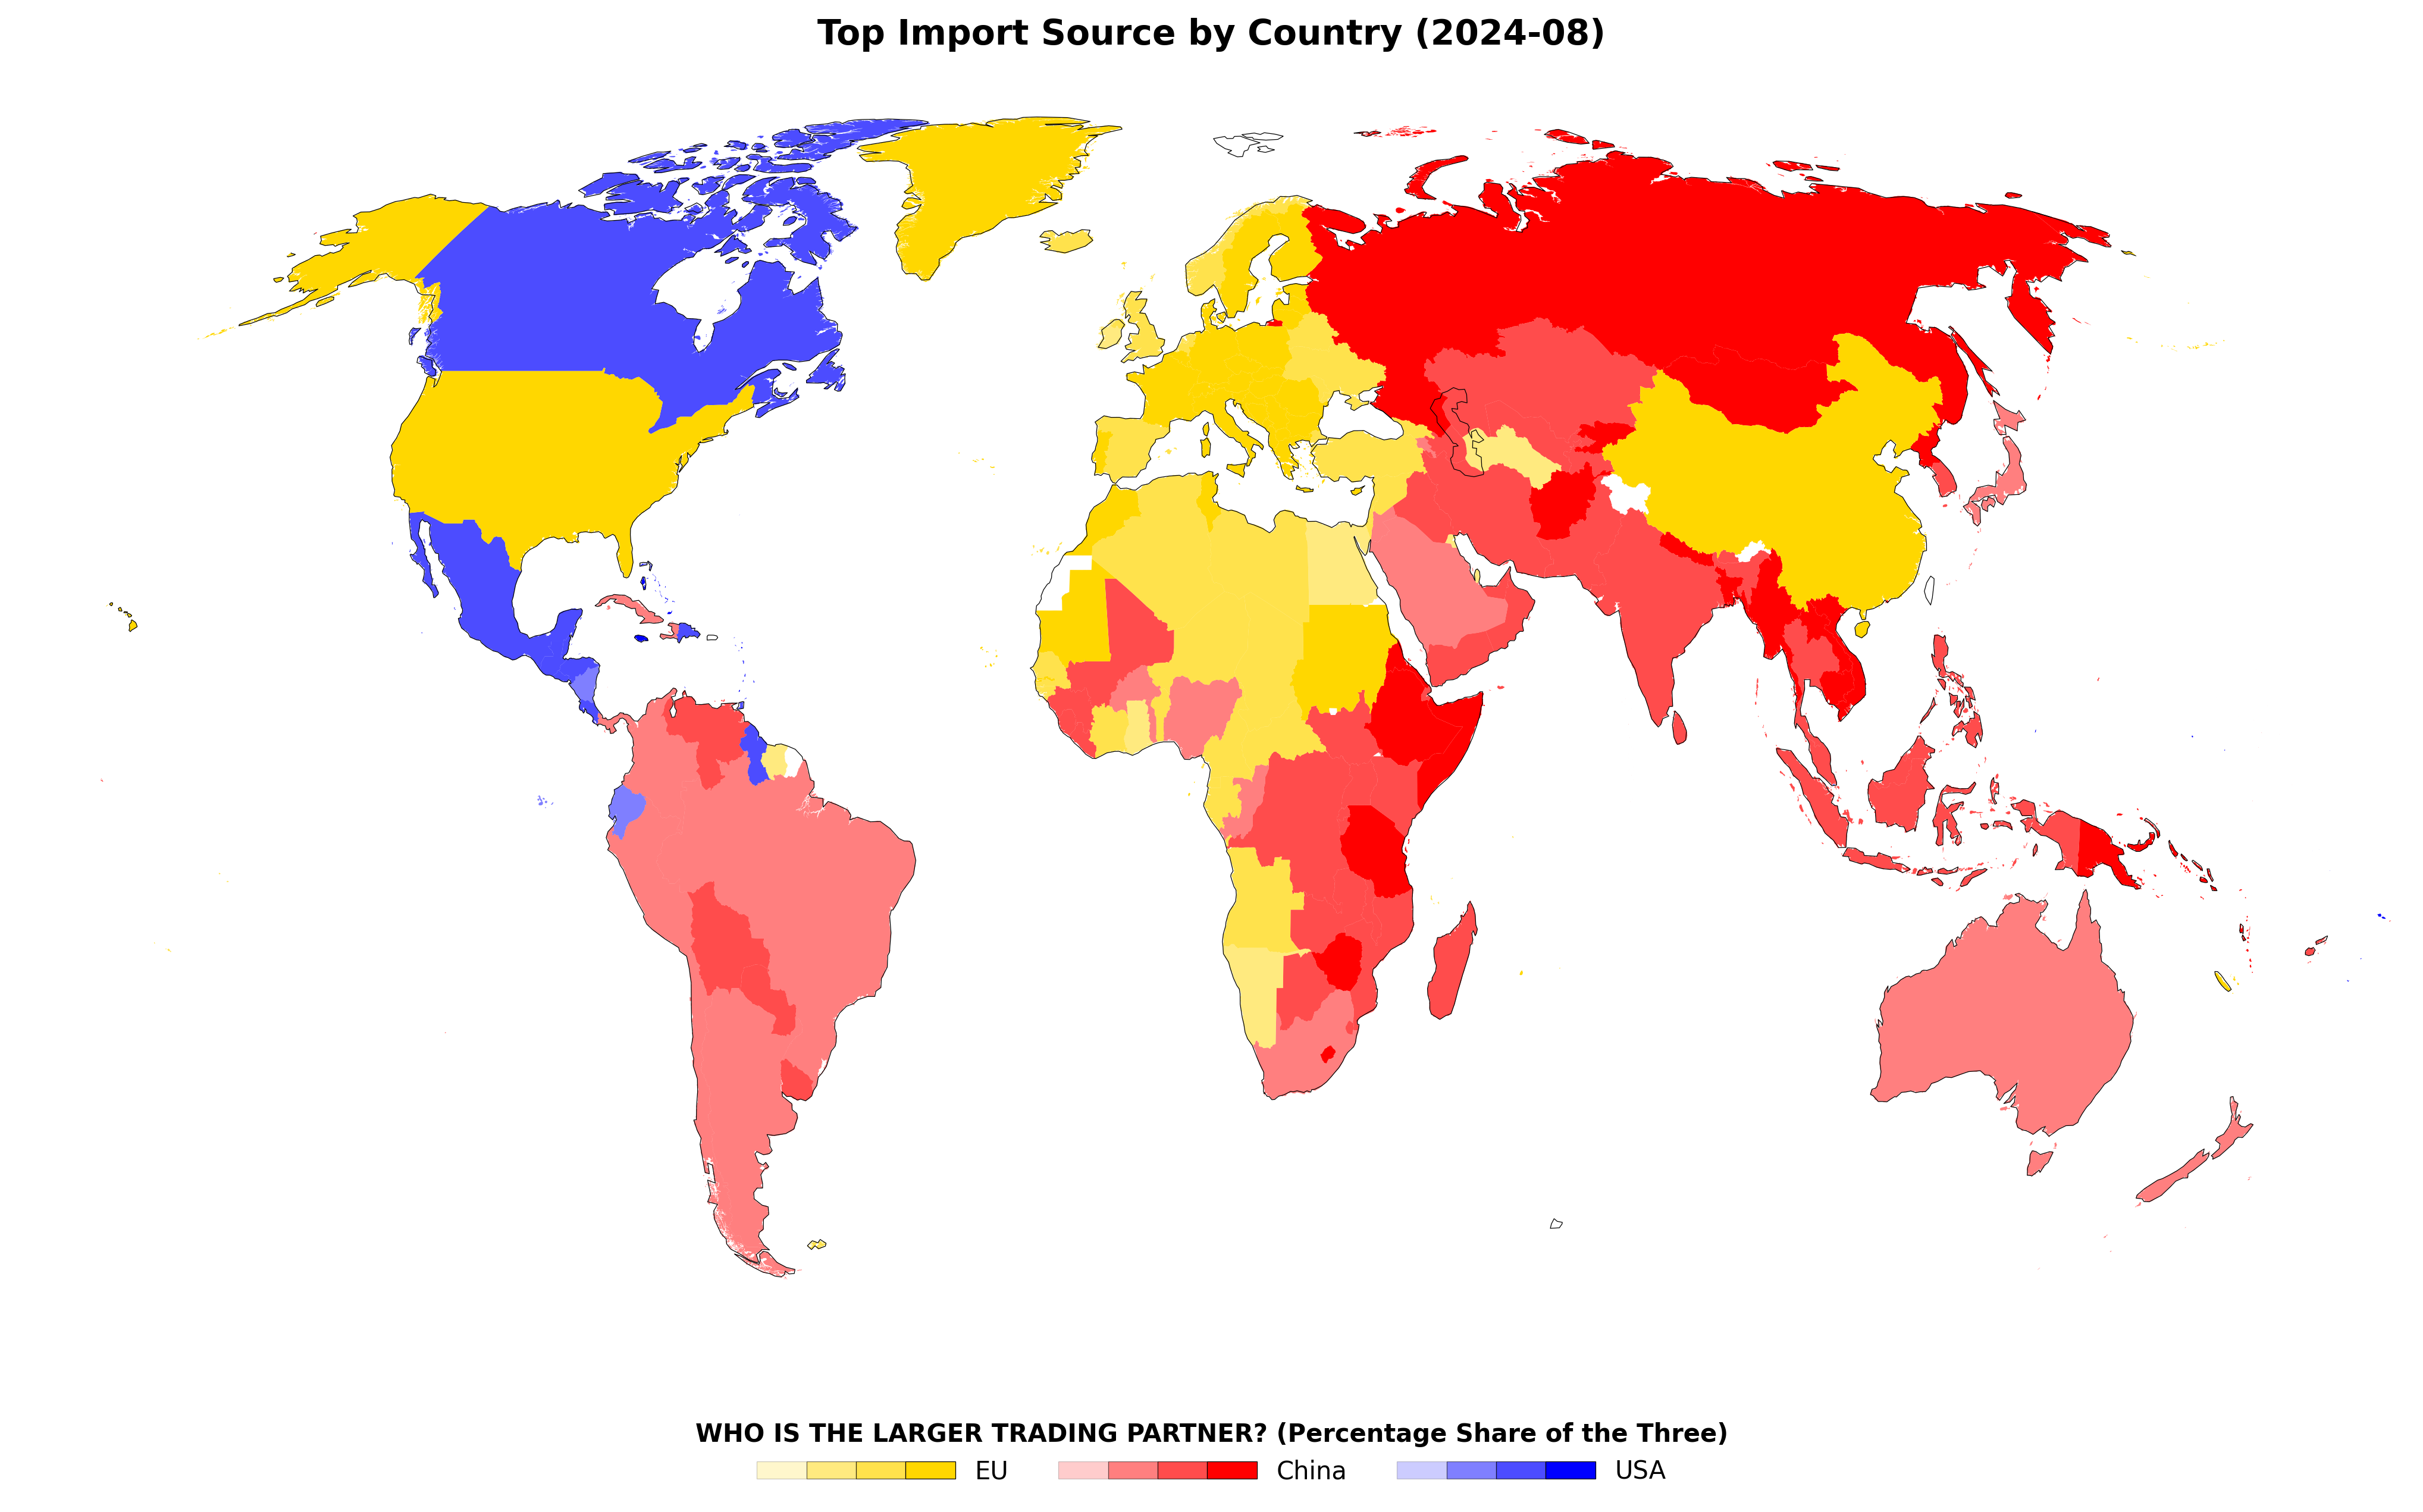 Top Import Source by Country (2024-08)
WHO IS THE LARGER TRADING PARTNER? (Percentage Share of the Three)
EU China USA